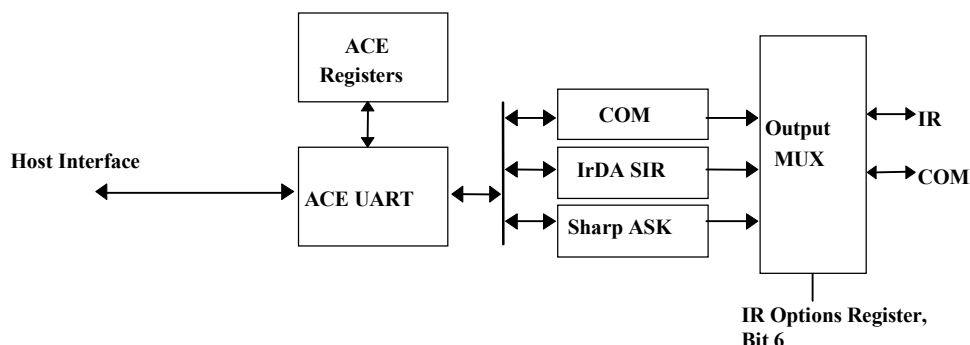 ACE
Registers
Host Interface
ACE UART
COM
IrDA SIR
Sharp ASK
Output
MUX
IR
COM
IR Options Register,
Bit 6